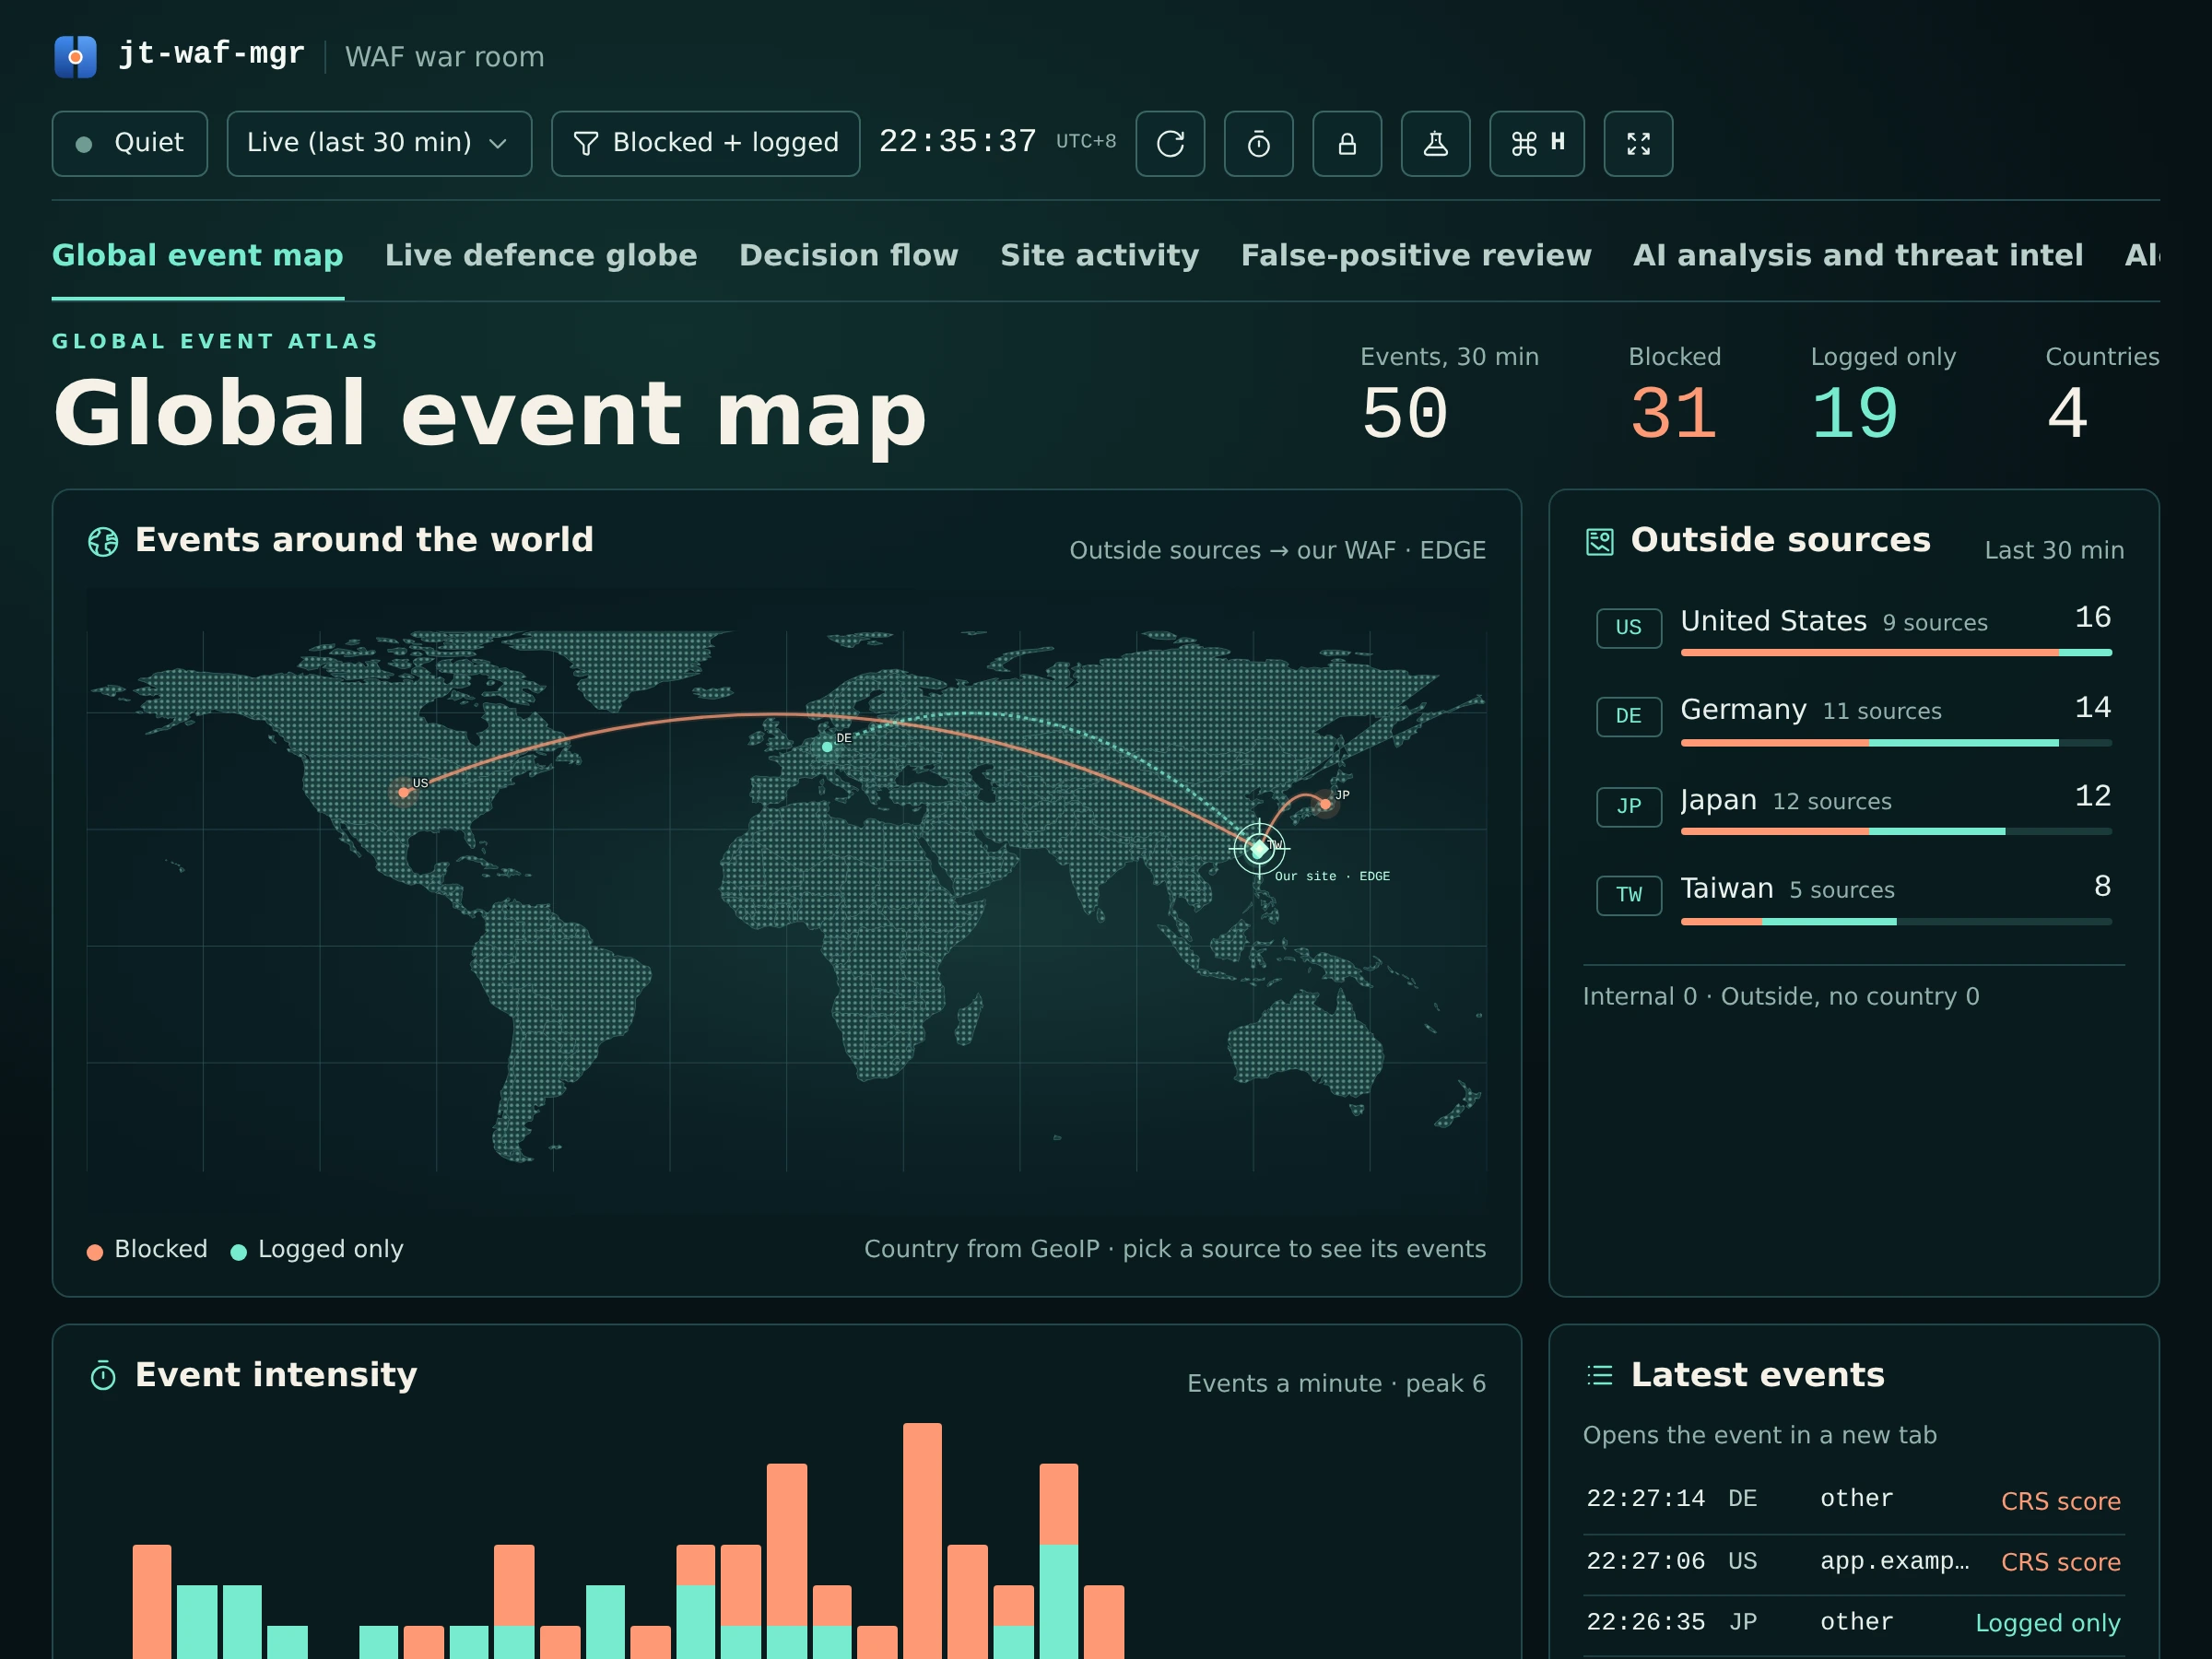 jt-waf-mgr WAF war room
Quiet Live (last 30 min) Blocked + logged 22:35:37 UTC+8 ⌘ H
Global event map Live defence globe Decision flow Site activity False-positive review AI analysis and threat intel
GLOBAL EVENT ATLAS
Global event map
Events, 30 min Blocked Logged only Countries
50 31 19 4
Events around the world Outside sources → our WAF · EDGE
US
DE
JP
TW
Our site · EDGE
Blocked Logged only Country from GeoIP · pick a source to see its events
Outside sources Last 30 min
US United States 9 sources 16
DE Germany 11 sources 14
JP Japan 12 sources 12
TW Taiwan 5 sources 8
Internal 0 · Outside, no country 0
Event intensity Events a minute · peak 6
Latest events
Opens the event in a new tab
22:27:14 DE other CRS score
22:27:06 US app.examp… CRS score
22:26:35 JP other Logged only